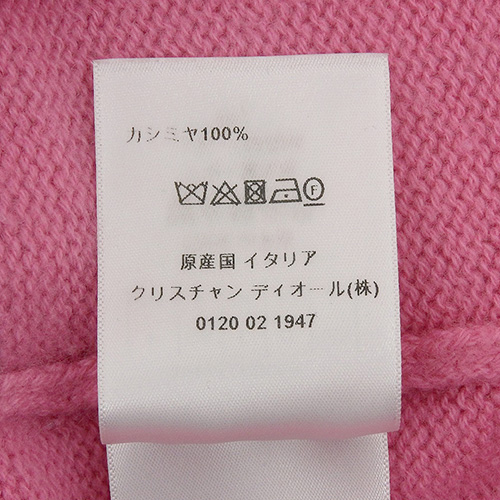 カシミヤ100%
F
原産国 イタリア
クリスチャン ディオール(株)
0120 02 1947